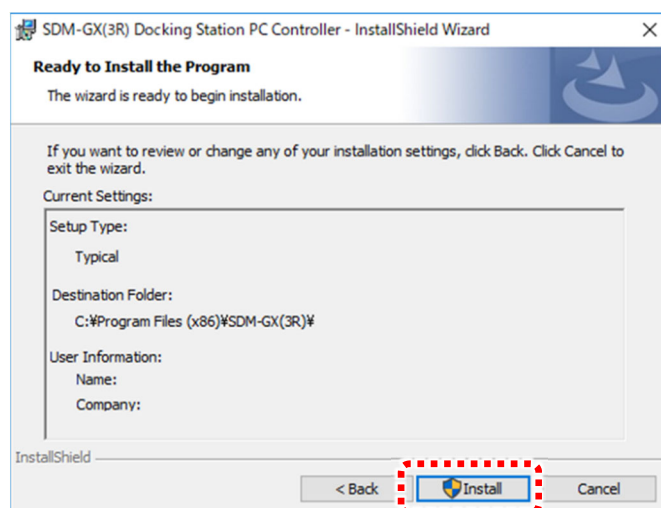 SDM-GX(3R) Docking Station PC Controller - InstallShield Wizard
Ready to Install the Program
The wizard is ready to begin installation.
If you want to review or change any of your installation settings, click Back. Click Cancel to
exit the wizard.
Current Settings:
Setup Type:
Typical
Destination Folder:
C:¥Program Files (x86)¥SDM-GX(3R)¥
User Information:
Name:
Company:
InstallShield
< Back
Install
Cancel